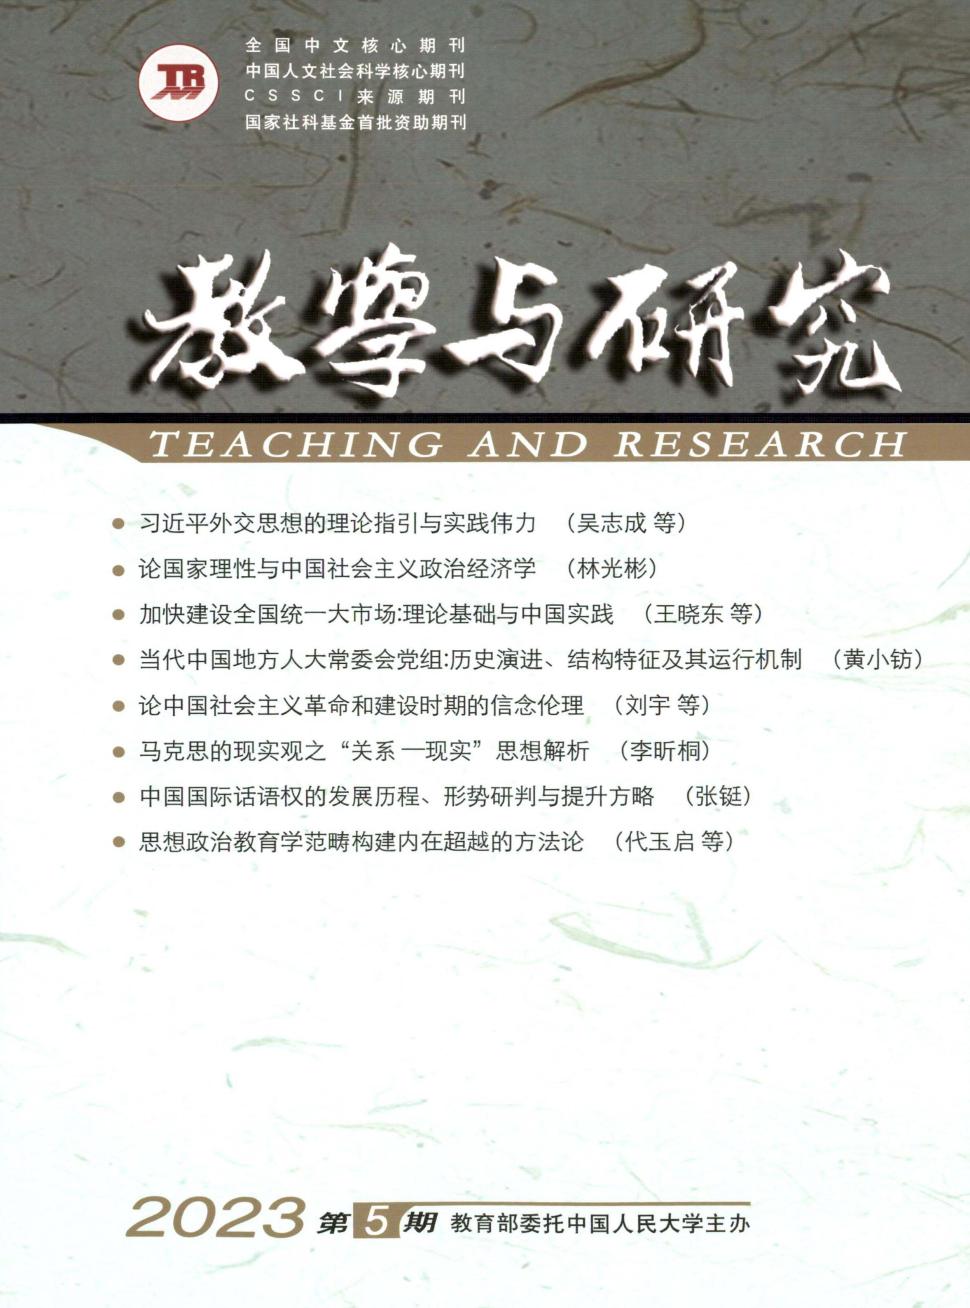 TRM
全国中文核心期刊
中国人文社会科学核心期刊
CSSCI来源期刊
国家社科基金首批资助期刊
教学与研究
TEACHING AND RESEARCH
● 习近平外交思想的理论指引与实践伟力 （吴志成 等）
● 论国家理性与中国社会主义政治经济学 （林光彬）
● 加快建设全国统一大市场:理论基础与中国实践 （王晓东 等）
● 当代中国地方人大常委会党组:历史演进、结构特征及其运行机制 （黄小钫）
● 论中国社会主义革命和建设时期的信念伦理 （刘宇 等）
● 马克思的现实观之“关系—现实”思想解析 （李昕桐）
● 中国国际话语权的发展历程、形势研判与提升方略 （张铤）
● 思想政治教育学范畴构建内在超越的方法论 （代玉启 等）
2023 第5期 教育部委托中国人民大学主办